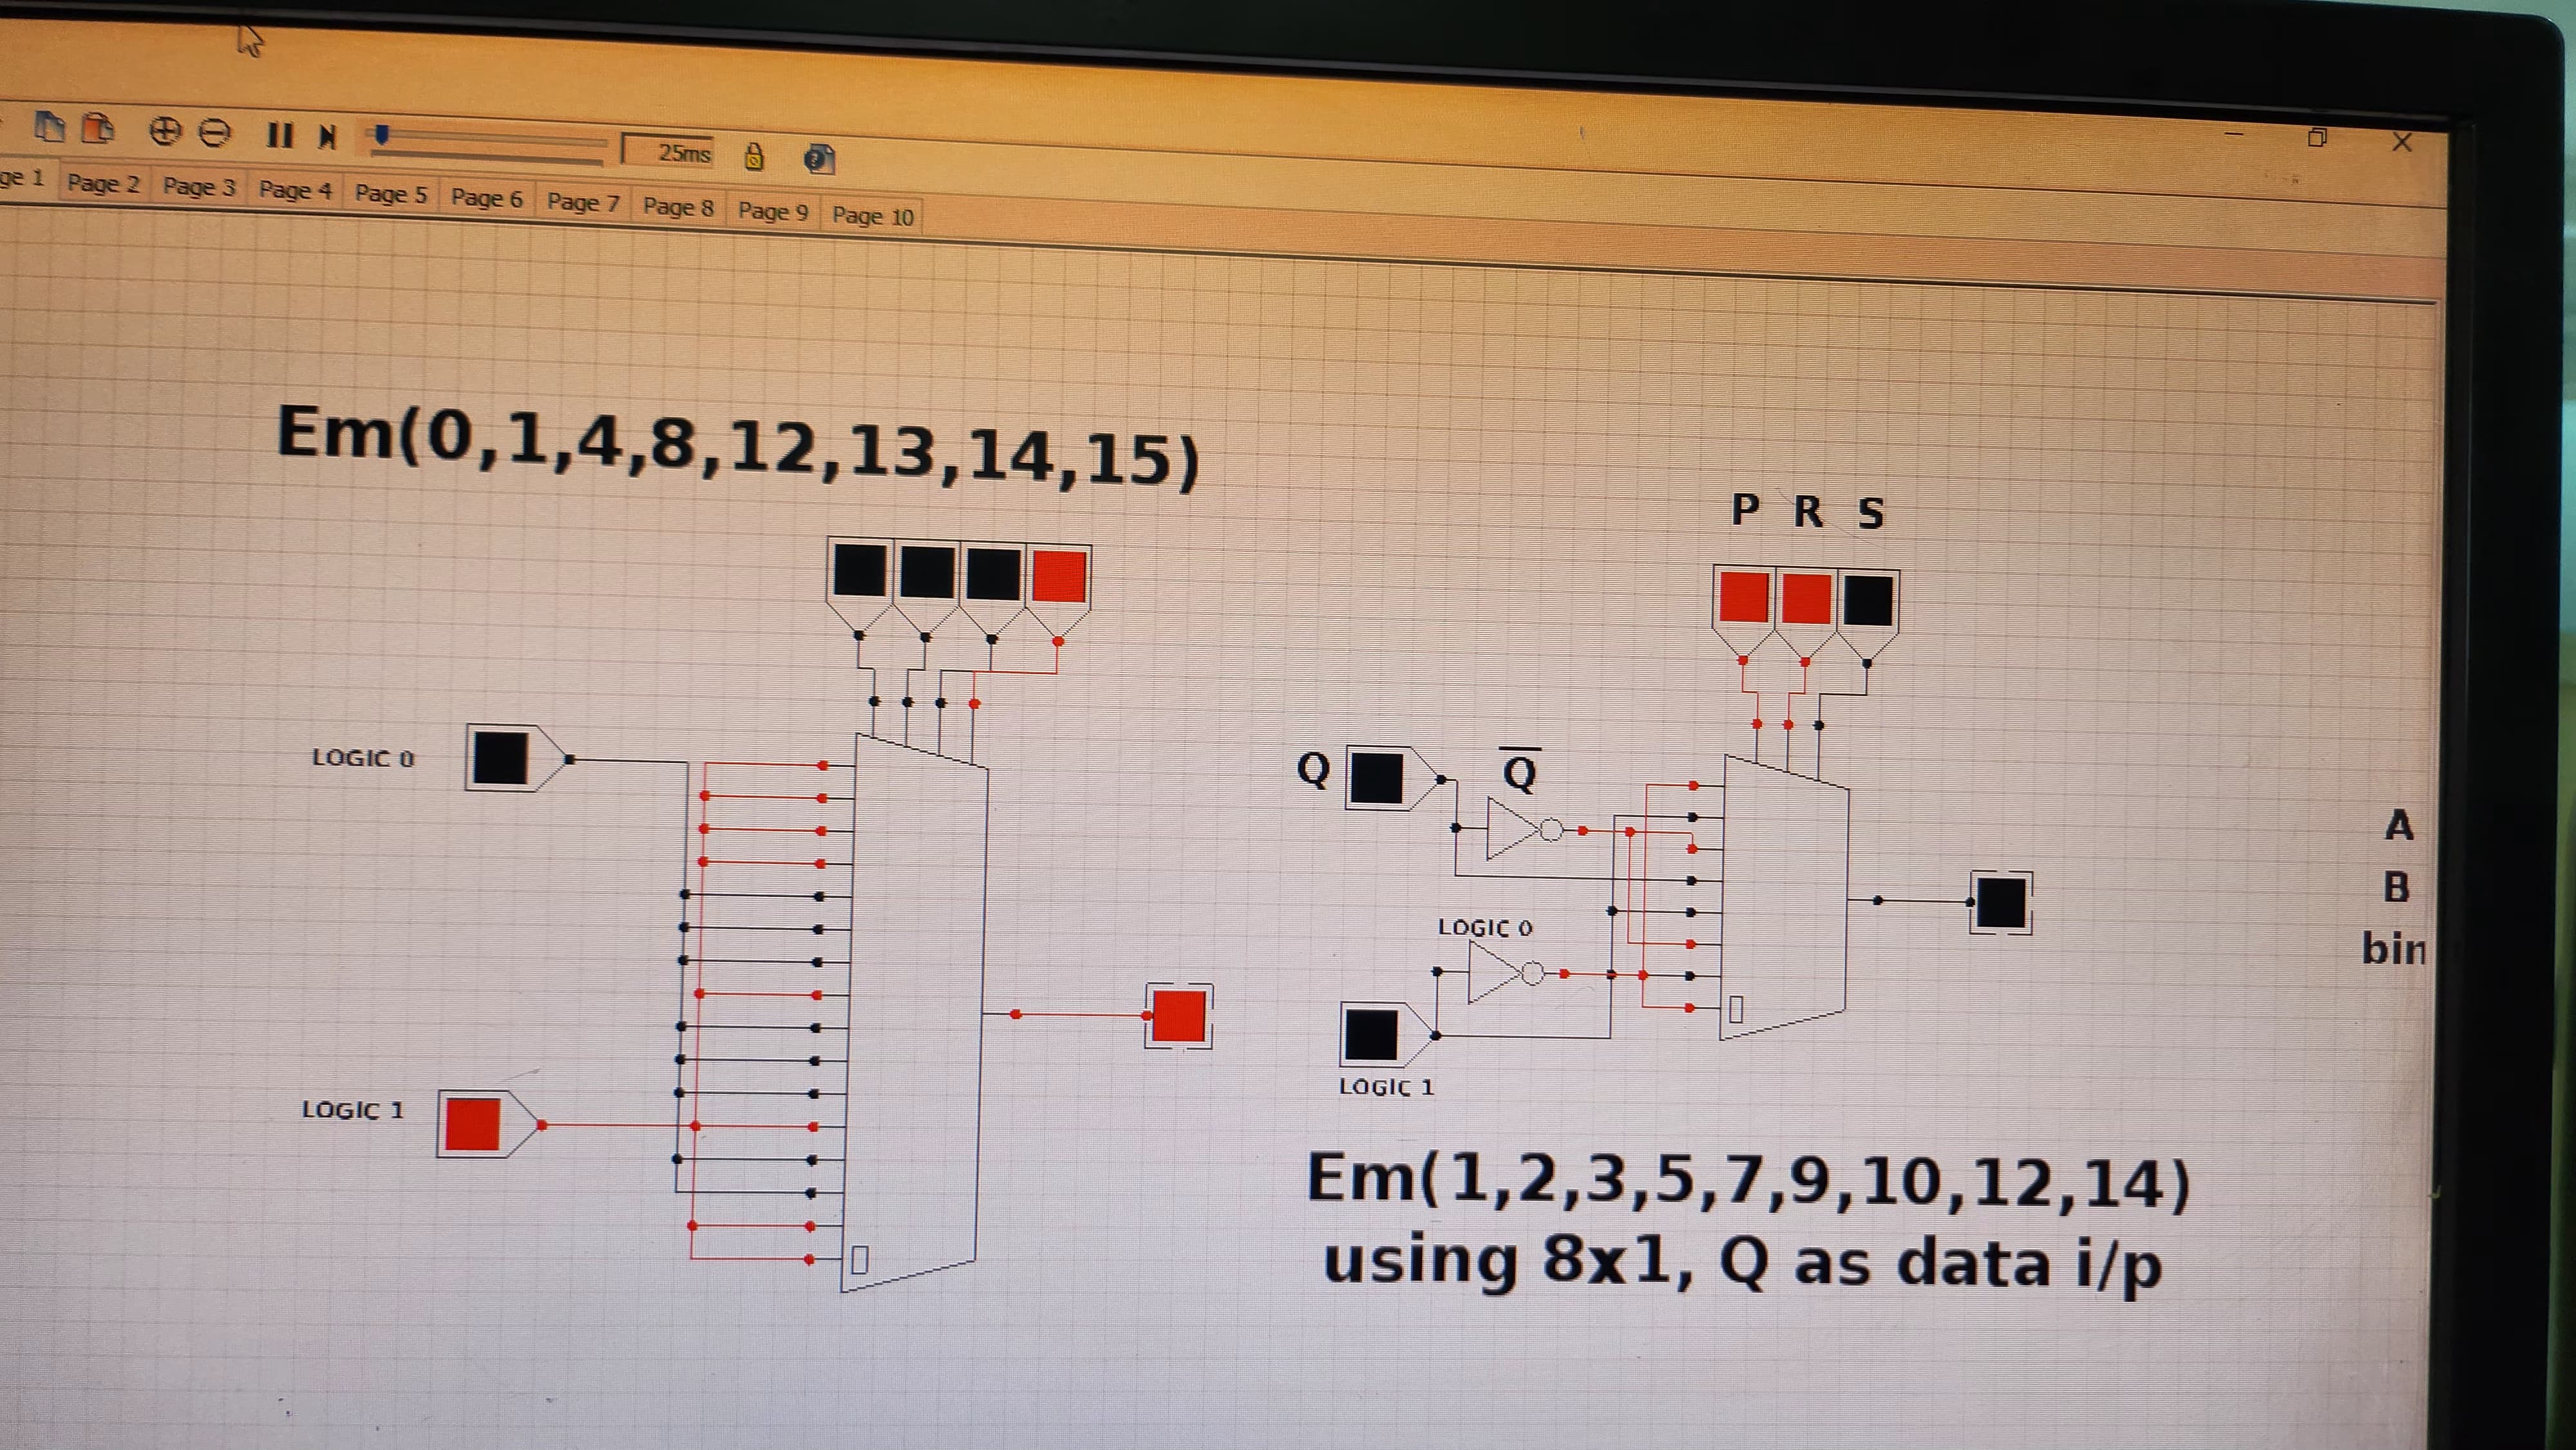 25ms
ge 1 Page 2 Page 3 Page 4 Page 5 Page 6 Page 7 Page 8 Page 9 Page 10
Em(0,1,4,8,12,13,14,15)
LOGIC 0
LOGIC 1
P R S
Q
Q̅
LOGIC 0
LOGIC 1
Em(1,2,3,5,7,9,10,12,14)
using 8x1, Q as data i/p
A
B
bin